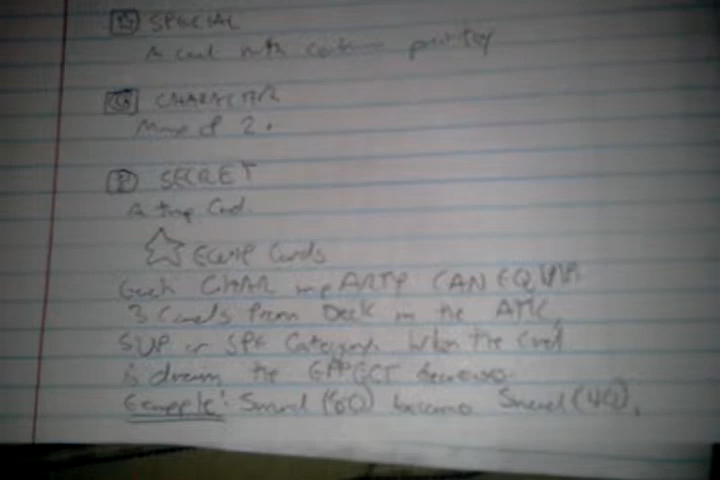 SPECIAL
A card with
CHARACTER
of 2.
? SECRET
A trap Card.
EQUIP Cards
Each CHAR in PARTY CAN EQUIP
3 Cards from Deck in the ATK,
SUP or SPE Category. When the Card
is drawn the EFFECT
Example: Sword (60) becomes Sword (40).